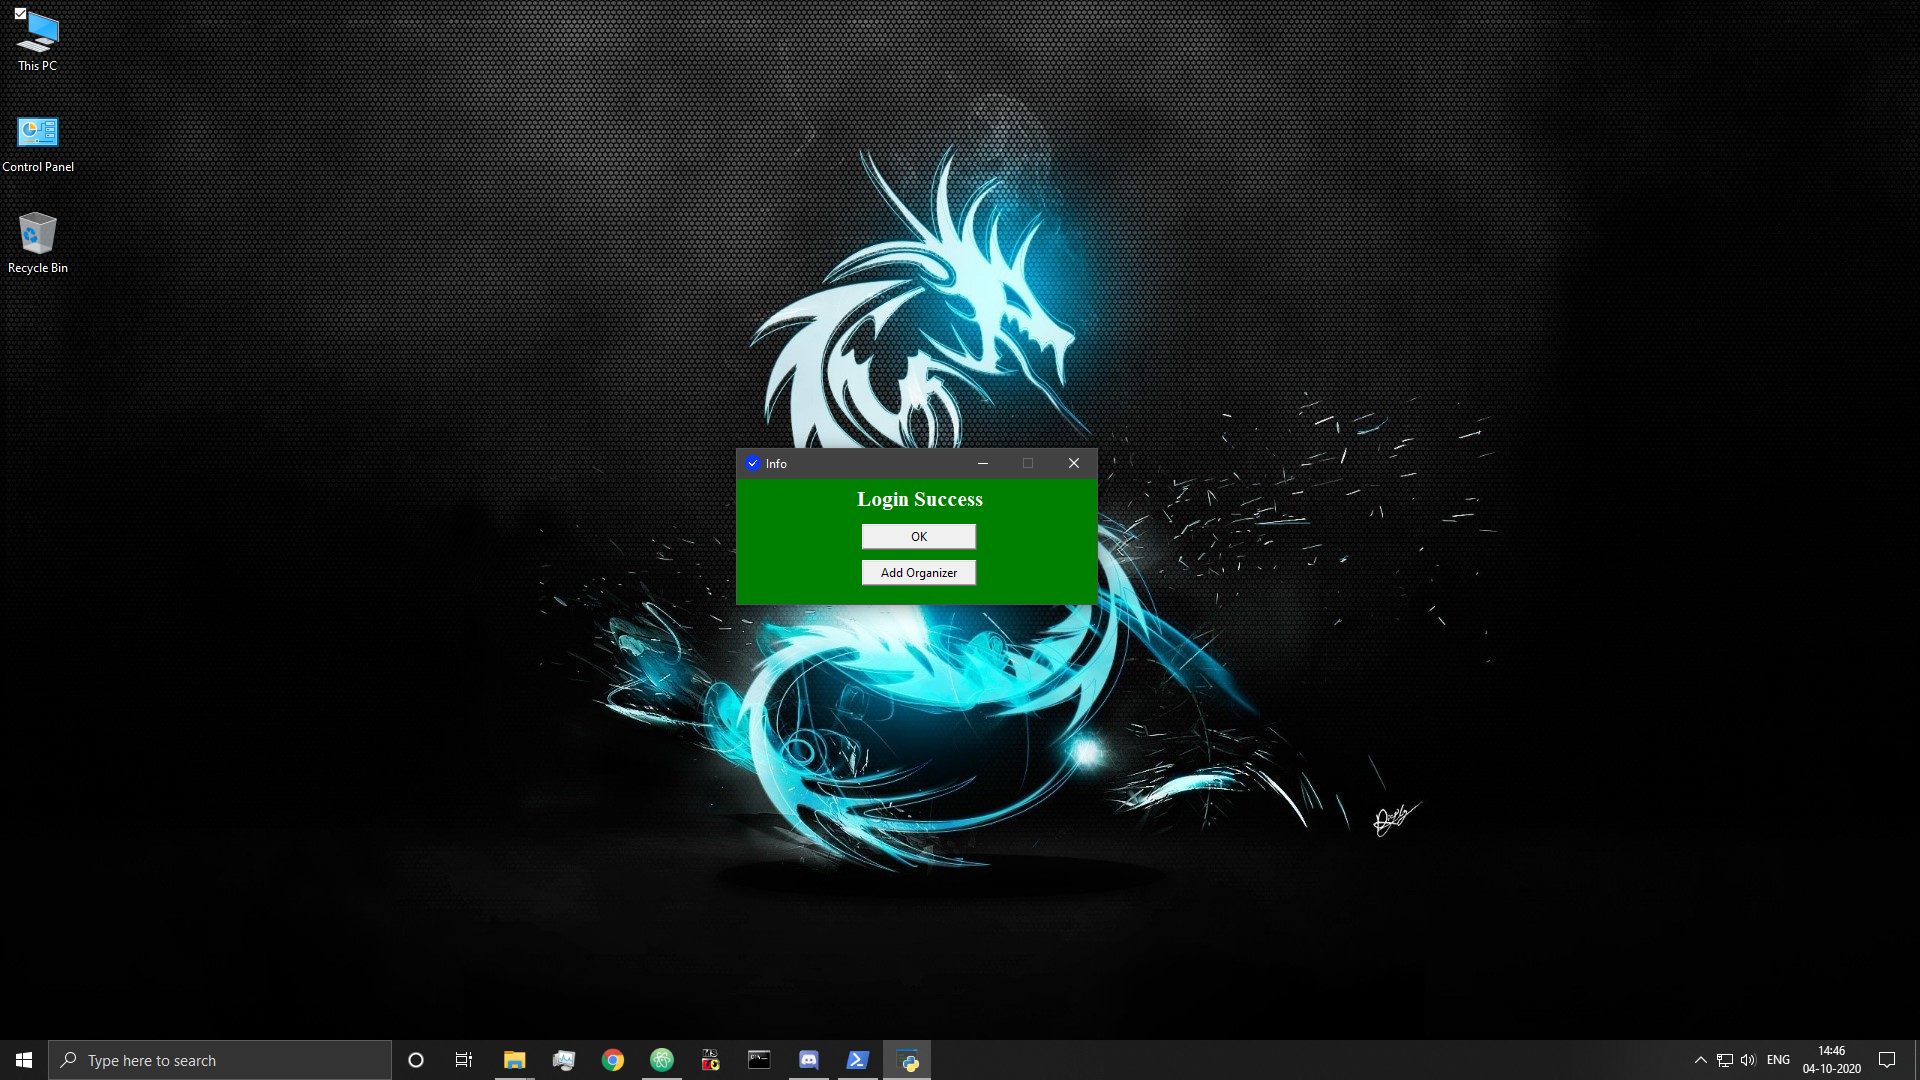 This PC
Control Panel
Recycle Bin
Info
Login Success
OK
Add Organizer
Type here to search
ENG
14:46
04-10-2020